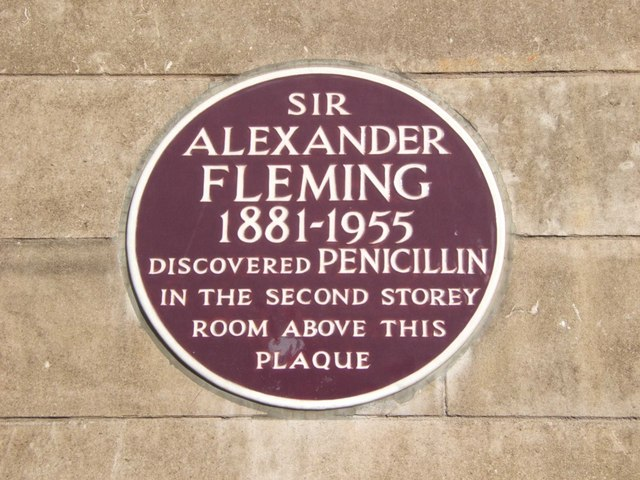 SIR
ALEXANDER
FLEMING
1881-1955
DISCOVERED PENICILLIN
IN THE SECOND STOREY
ROOM ABOVE THIS
PLAQUE